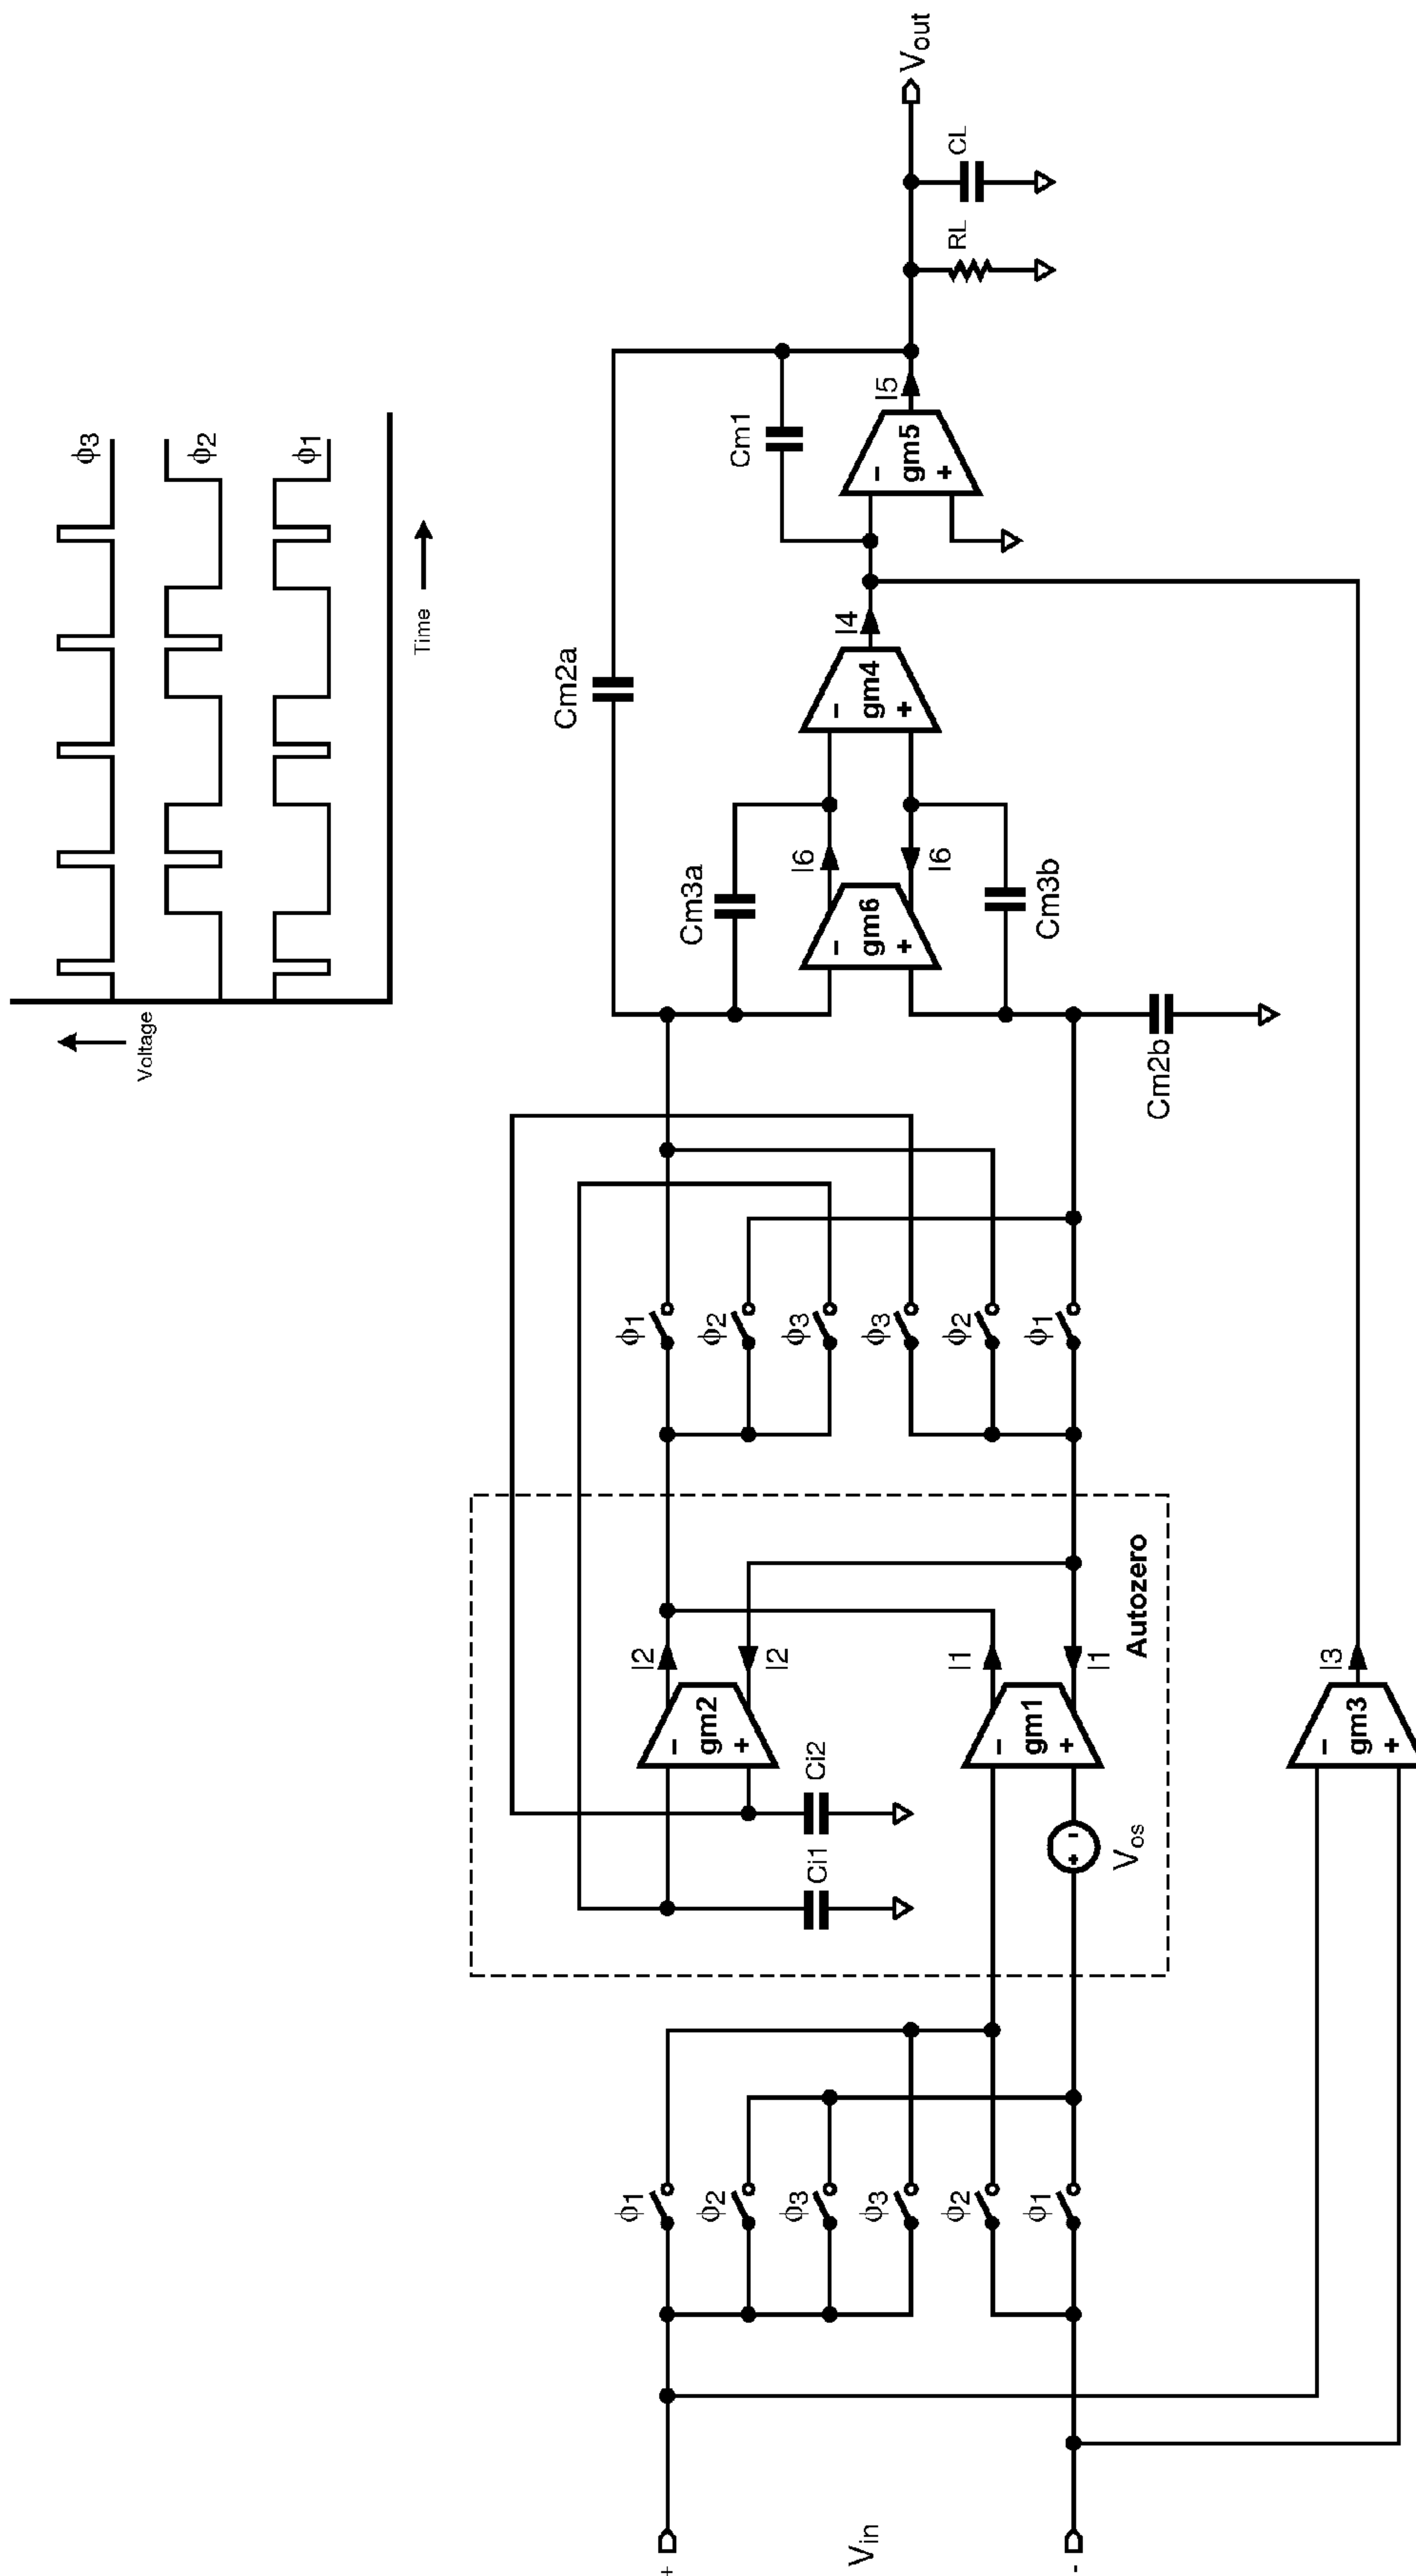 Voltage
Time
ϕ3
ϕ2
ϕ1
+
Vin
-
ϕ1
ϕ2
ϕ3
ϕ3
ϕ2
ϕ1
Autozero
Vos
+ -
Ci1
Ci2
- gm2 +
I2
I2
- gm1 +
I1
I1
- gm3 +
I3
ϕ1
ϕ2
ϕ3
ϕ3
ϕ2
ϕ1
Cm2a
Cm2b
Cm3a
Cm3b
- gm6 +
I6
I6
- gm4 +
I4
Cm1
- gm5 +
I5
RL
CL
Vout